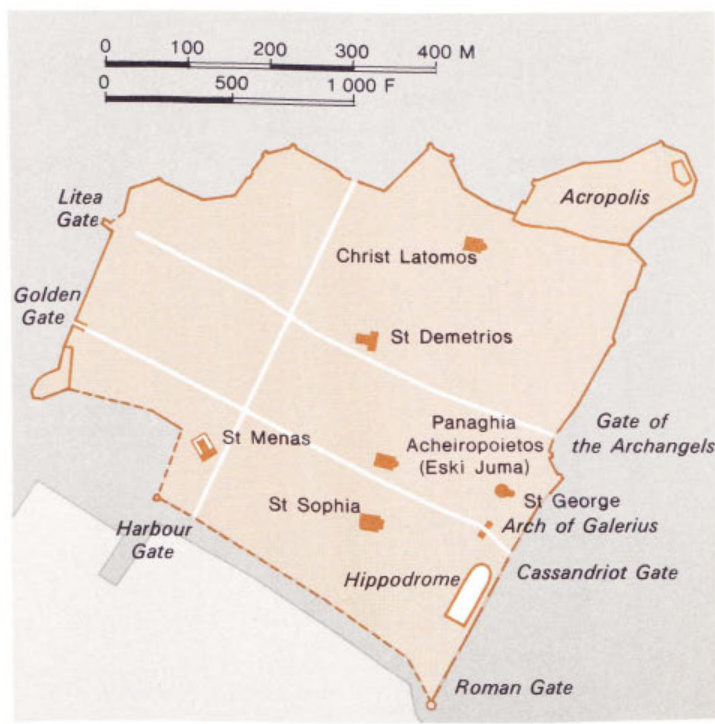 0 100 200 300 400 M
0 500 1 000 F
Acropolis
Litea
Gate
Christ Latomos
Golden
Gate
St Demetrios
Panaghia
Acheiropoietos
(Eski Juma)
Gate of
the Archangels
St Menas
St George
St Sophia
Arch of Galerius
Harbour
Gate
Hippodrome
Cassandriot Gate
Roman Gate